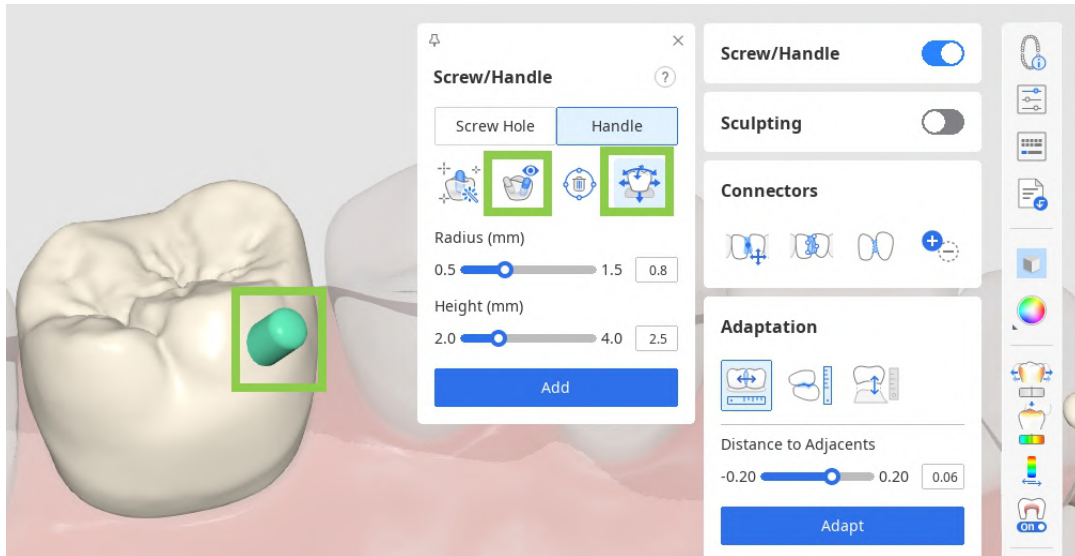 Screw/Handle
?
Screw Hole
Handle
Radius (mm)
0.5
1.5
0.8
Height (mm)
2.0
4.0
2.5
Add
Screw/Handle
Sculpting
Connectors
Adaptation
Distance to Adjacents
-0.20
0.20
0.06
Adapt
ON